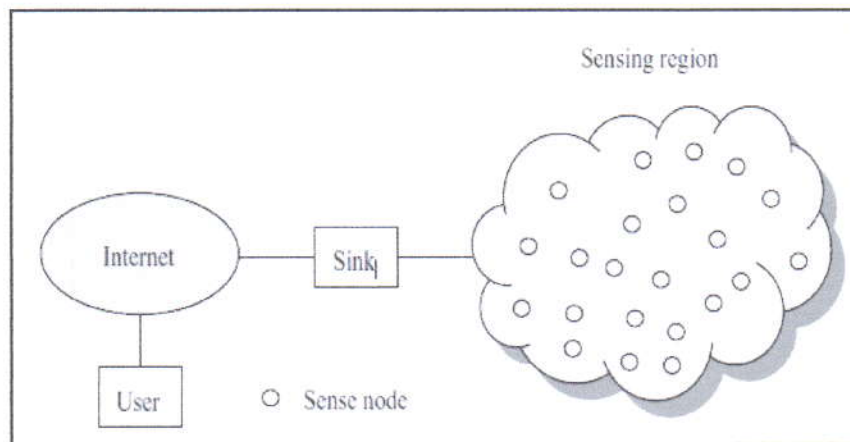 Sensing region
Internet
Sink
User
Sense node